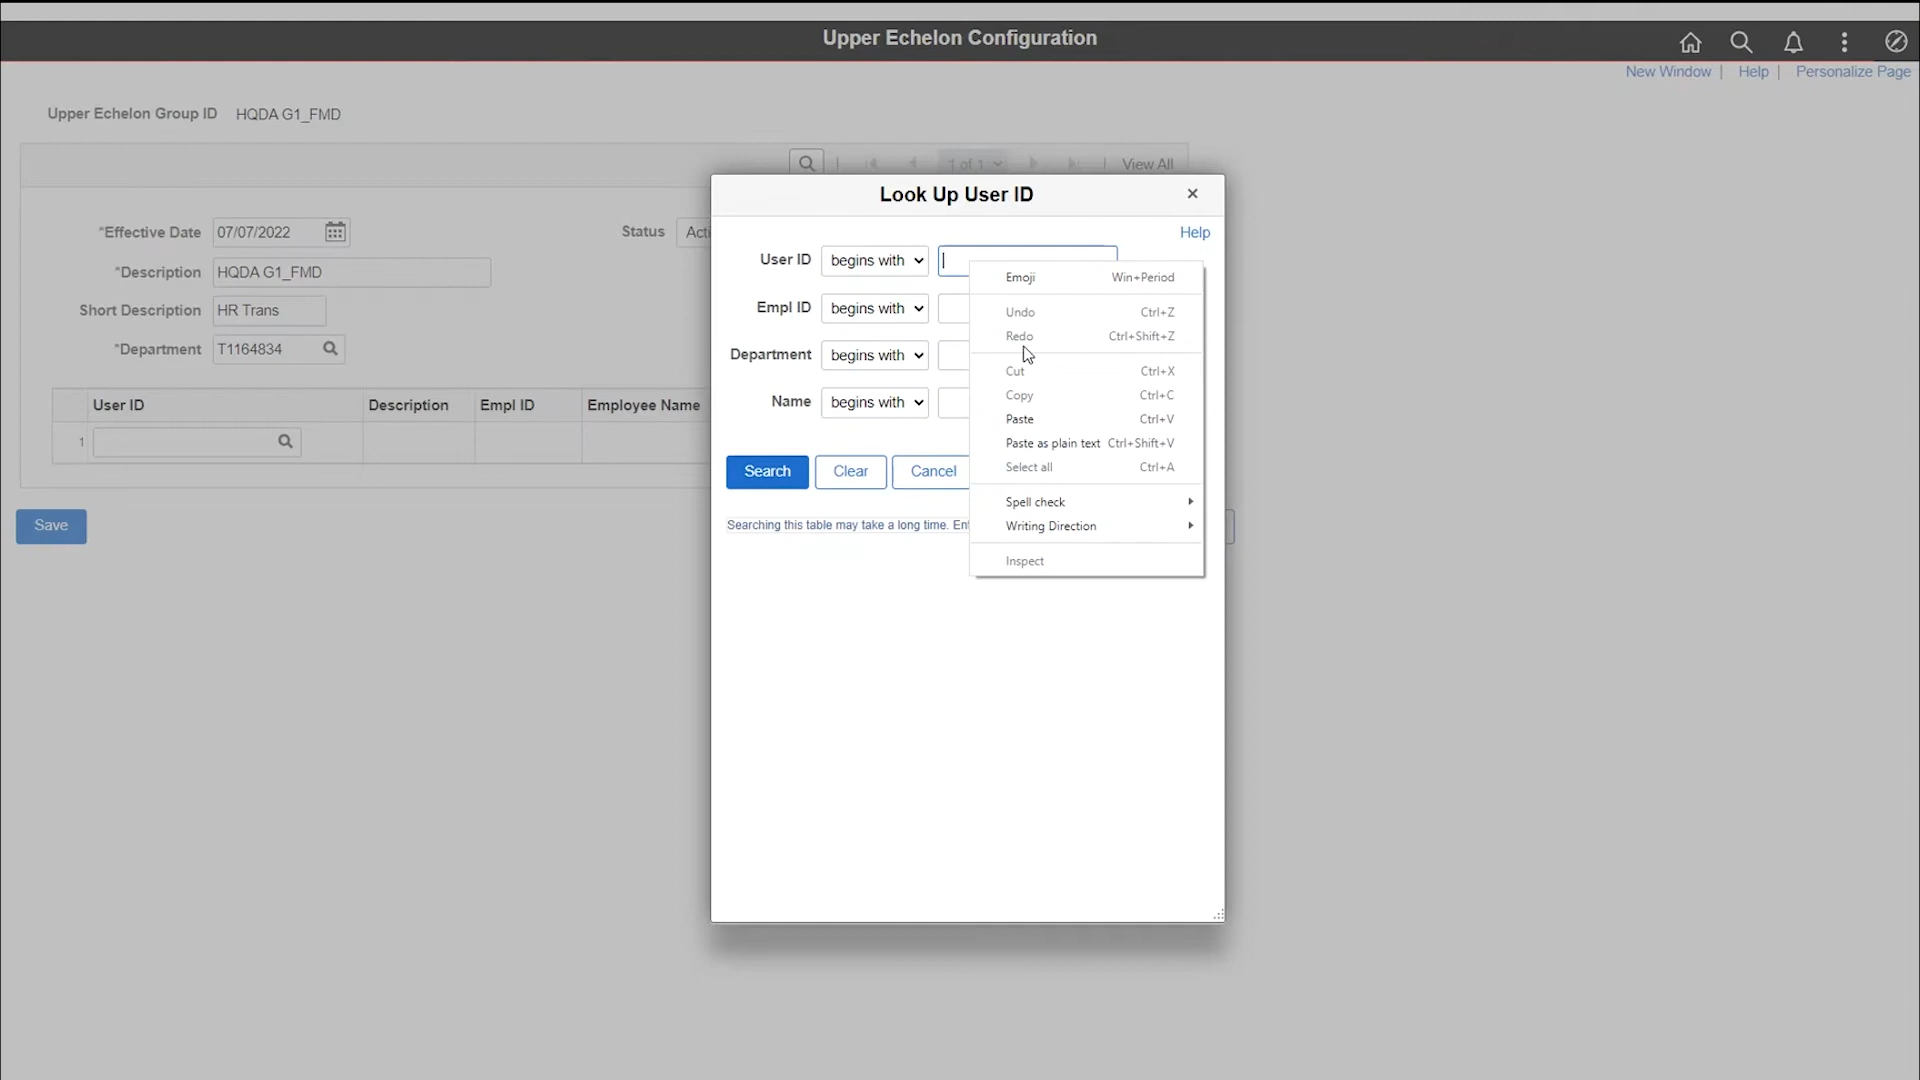 Upper Echelon Configuration
New Window | Help | Personalize Page
Upper Echelon Group ID HQDA G1_FMD
1 of 1 View All
Look Up User ID ×
Help
*Effective Date 07/07/2022 Status Acti
*Description HQDA G1_FMD
Short Description HR Trans
*Department T1164834
User ID Description Empl ID Employee Name
1
Save
User ID begins with
Empl ID begins with
Department begins with
Name begins with
Search Clear Cancel
Searching this table may take a long time.
Emoji Win+Period
Undo Ctrl+Z
Redo Ctrl+Shift+Z
Cut Ctrl+X
Copy Ctrl+C
Paste Ctrl+V
Paste as plain text Ctrl+Shift+V
Select all Ctrl+A
Spell check
Writing Direction
Inspect